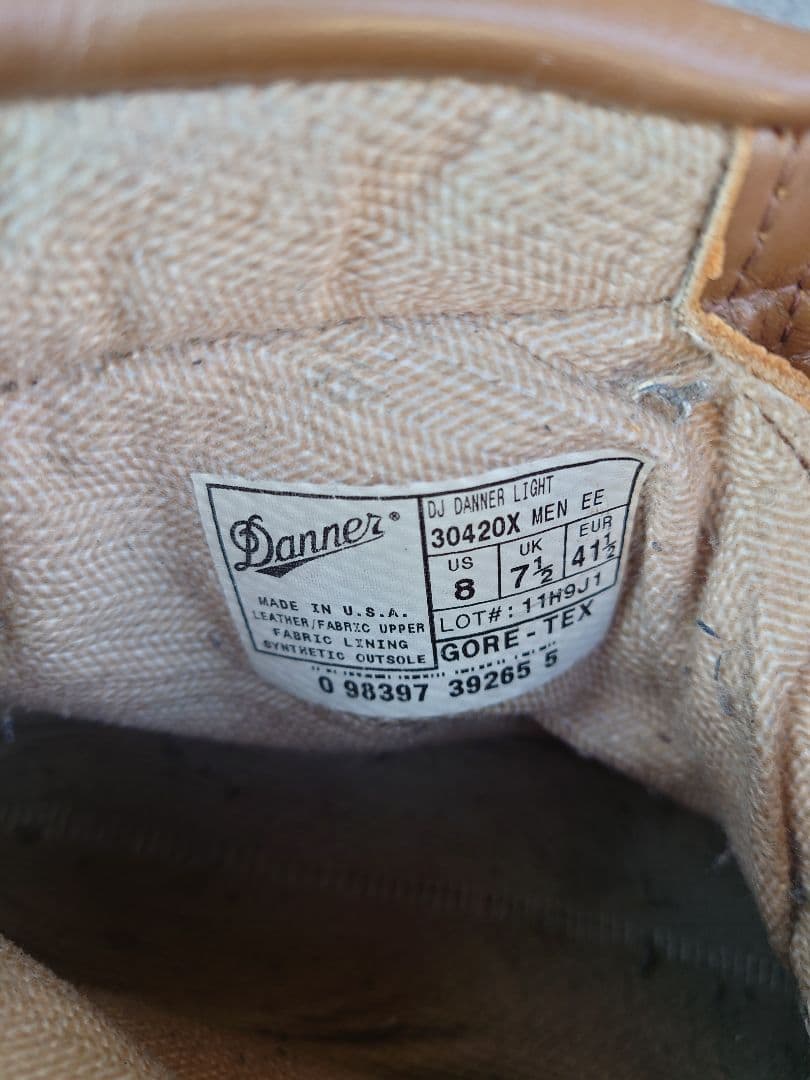 Danner®
MADE IN U.S.A.
LEATHER/FABRIC UPPER
FABRIC LINING
SYNTHETIC OUTSOLE
DJ DANNER LIGHT
30420X MEN EE
US UK EUR
8 7½ 41½
LOT#: 11H9J1
GORE-TEX
0 98397 39265 5